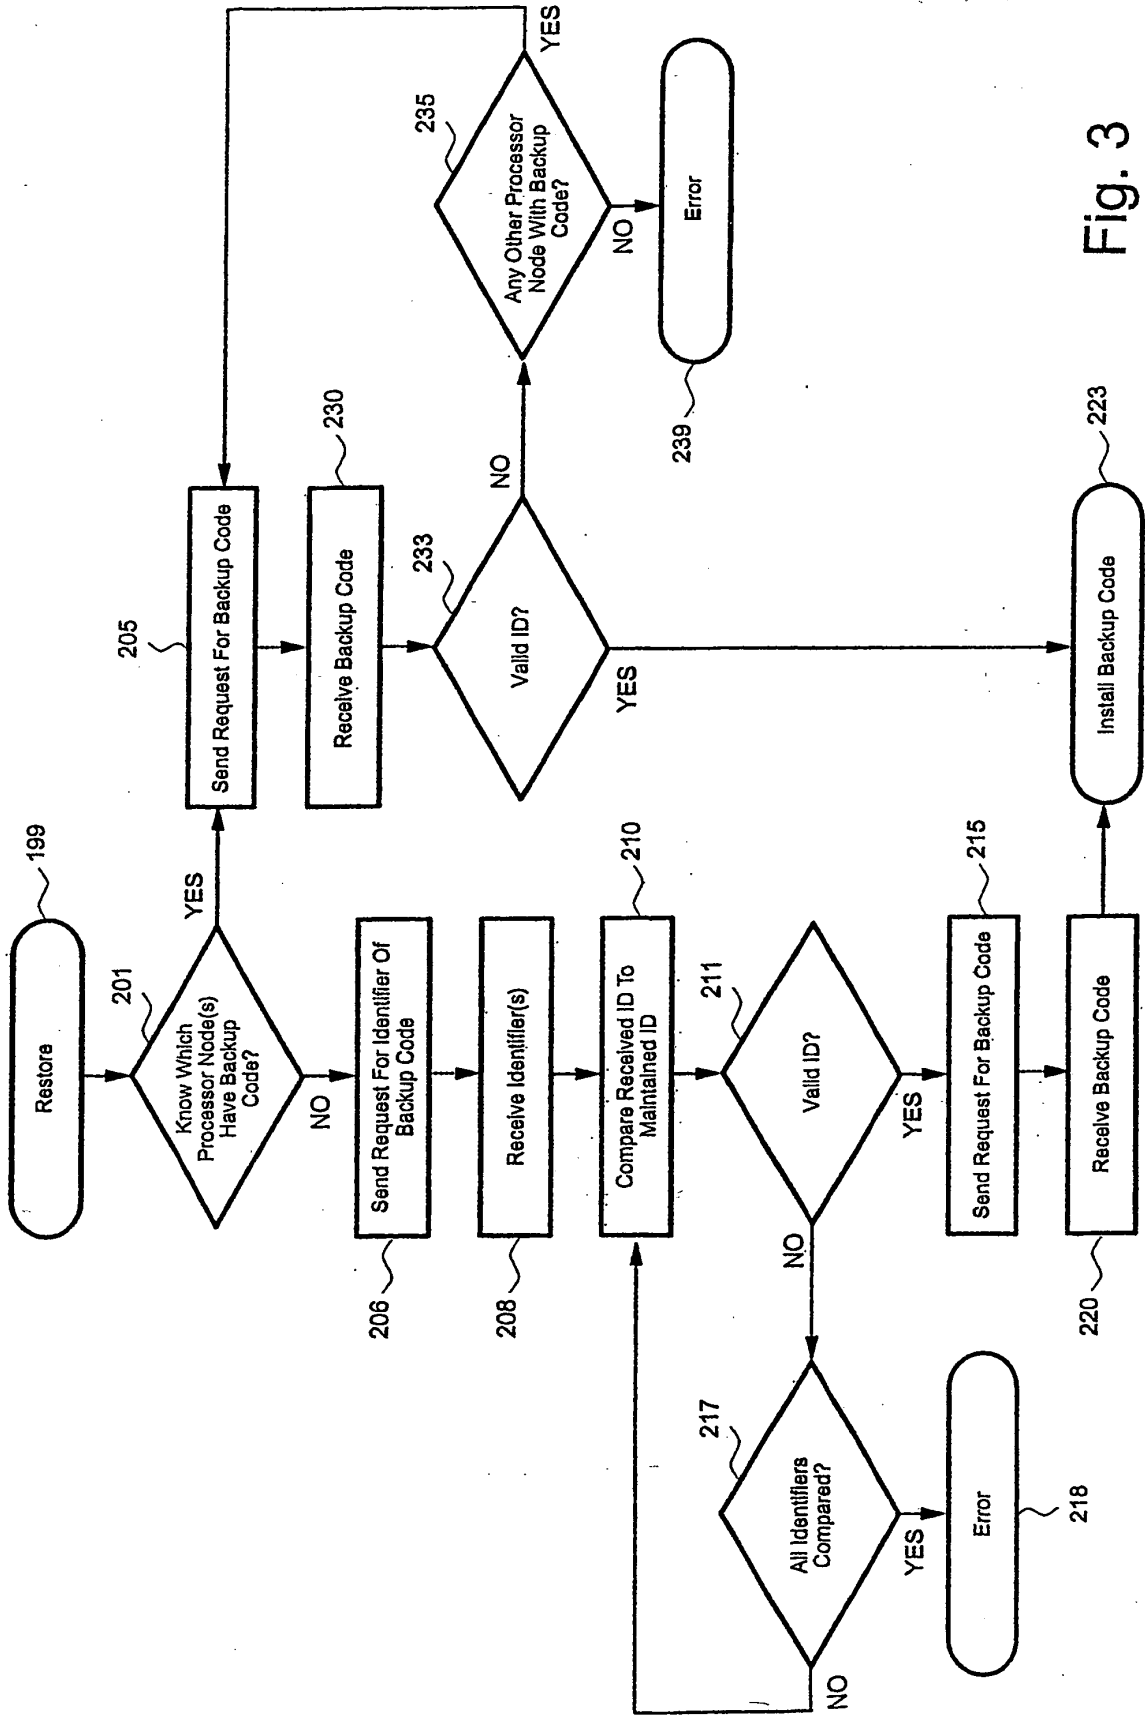 Restore
199
Know Which
Processor Node(s)
Have Backup
Code?
201
YES
NO
Send Request For Backup Code
205
Receive Backup Code
230
Valid ID?
233
NO
YES
Any Other Processor
Node With Backup
Code?
235
YES
NO
Error
239
Send Request For Identifier Of
Backup Code
206
Receive Identifier(s)
208
Compare Received ID To
Maintained ID
210
Valid ID?
211
NO
YES
All Identifiers
Compared?
217
NO
YES
Error
218
Send Request For Backup Code
215
Receive Backup Code
220
Install Backup Code
223
Fig. 3